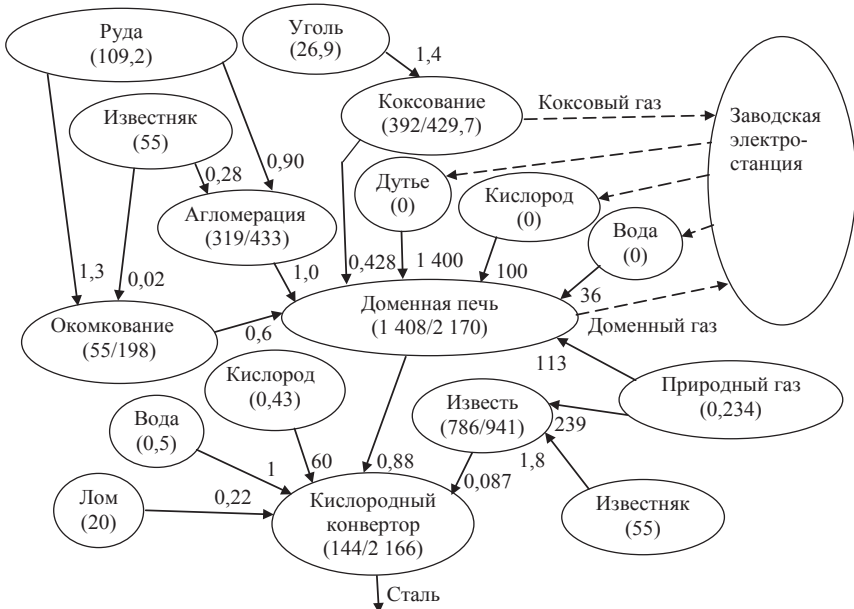 Руда
(109,2)
Уголь
(26,9)
1,4
Коксование
(392/429,7)
Коксовый газ
Заводская
электро-
станция
Известняк
(55)
0,28
0,90
Дутье
(0)
Кислород
(0)
Агломерация
(319/433)
Вода
(0)
1,3
0,02
1,0
0,428
1 400
100
36
Окомкование
(55/198)
0,6
Доменная печь
(1 408/2 170)
Доменный газ
113
Кислород
(0,43)
Известь
(786/941)
Природный газ
(0,234)
239
Вода
(0,5)
1
60
0,88
0,087
1,8
Лом
(20)
0,22
Кислородный
конвертор
(144/2 166)
Известняк
(55)
Сталь